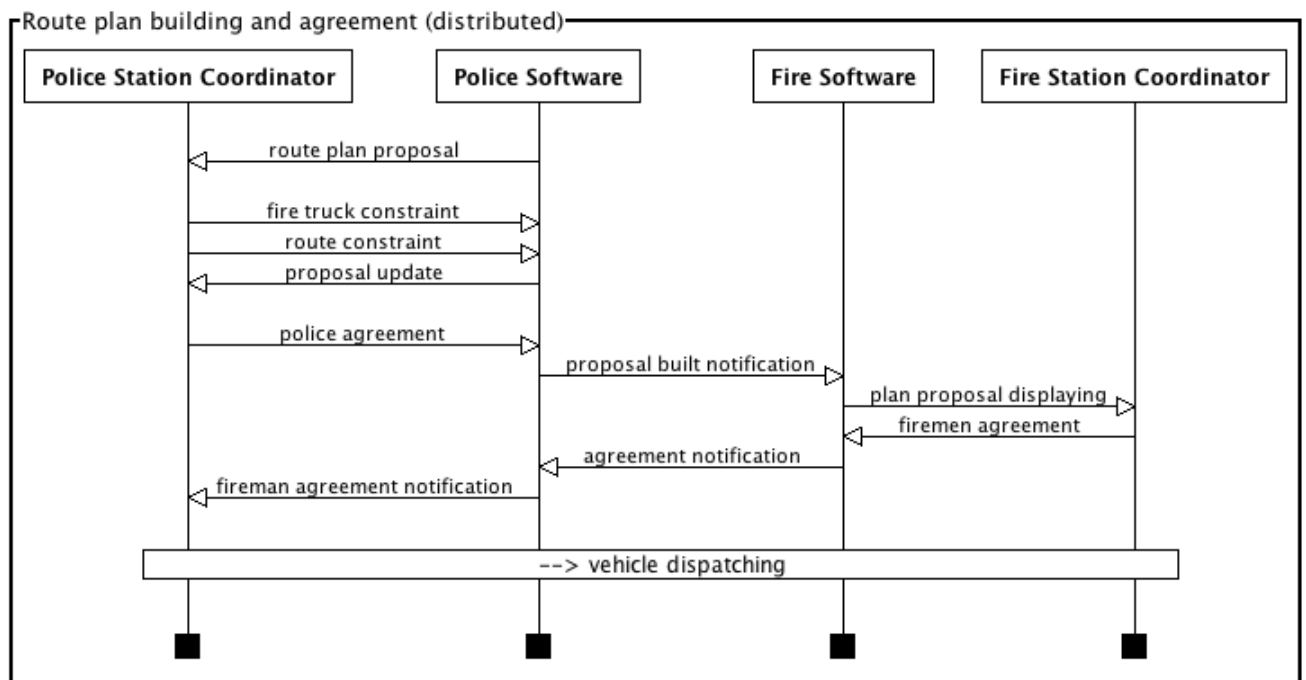 Route plan building and agreement (distributed)
Police Station Coordinator
Police Software
Fire Software
Fire Station Coordinator
route plan proposal
fire truck constraint
route constraint
proposal update
police agreement
proposal built notification
plan proposal displaying
firemen agreement
agreement notification
fireman agreement notification
--> vehicle dispatching